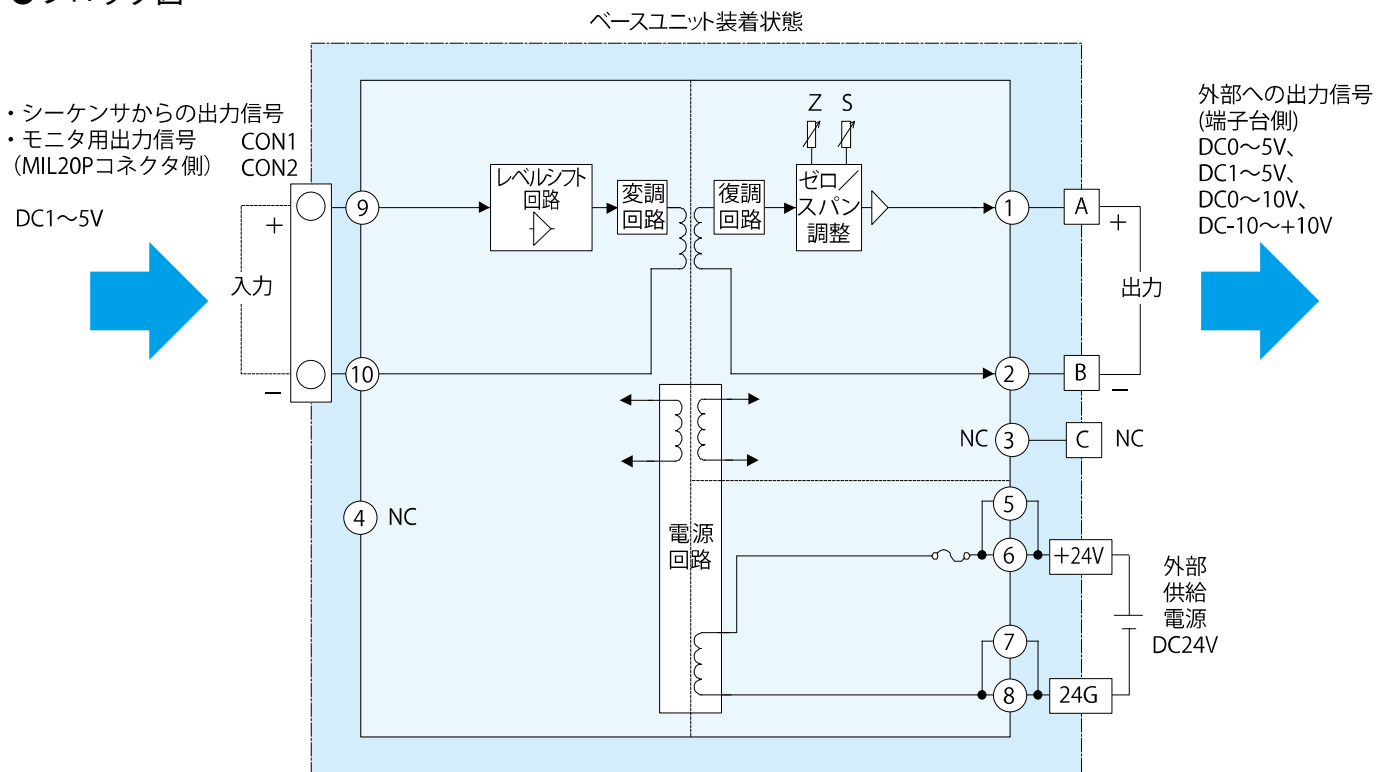 ベースユニット装着状態
・シーケンサからの出力信号
・モニタ用出力信号 CON1
(MIL20Pコネクタ側) CON2
DC1～5V
入力
+
−
9
10
4 NC
レベルシフト
回路
変調
回路
復調
回路
Z S
ゼロ／
スパン
調整
電源
回路
1 A
+
出力
2 B
−
NC 3 C NC
5
6 +24V
7
8 24G
外部
供給
電源
DC24V
外部への出力信号
(端子台側)
DC0～5V、
DC1～5V、
DC0～10V、
DC-10～+10V